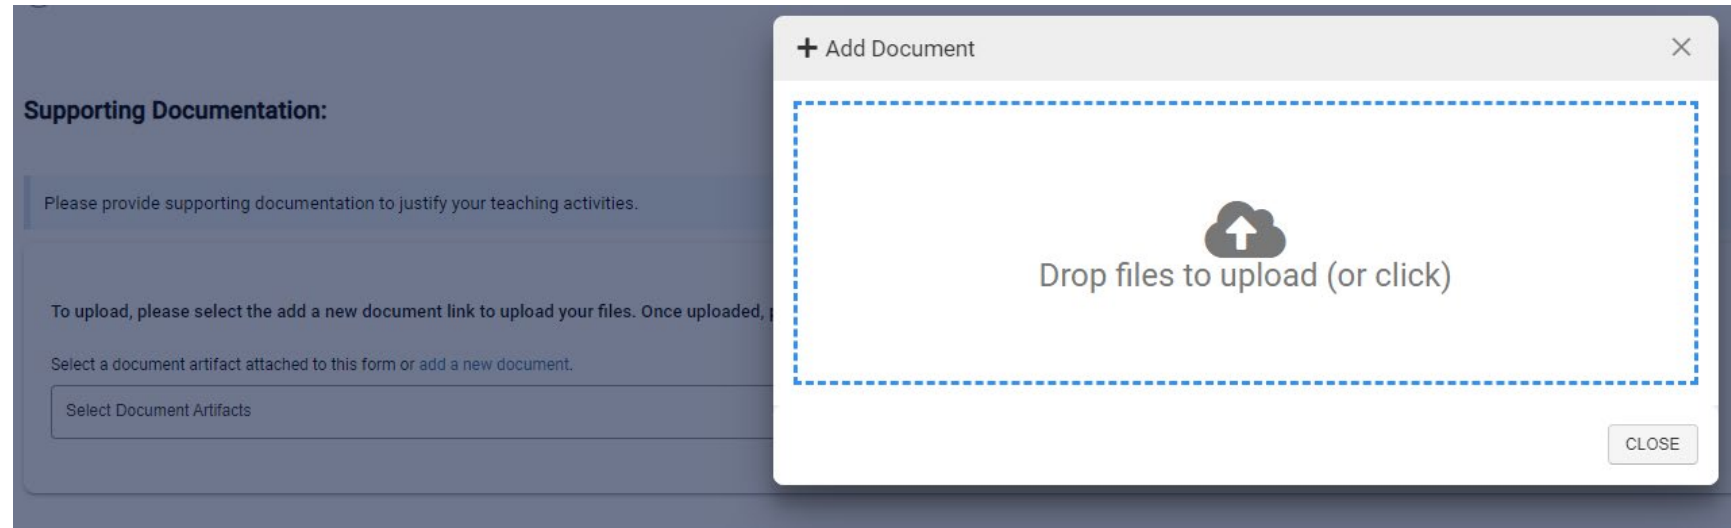 Add Document
Supporting Documentation:
Please provide supporting documentation to justify your teaching activities.
Drop files to upload (or click)
To upload, please select the add a new document link to upload your files. Once uploaded,
Select a document artifact attached to this form or add a new document.
Select Document Artifacts
CLOSE